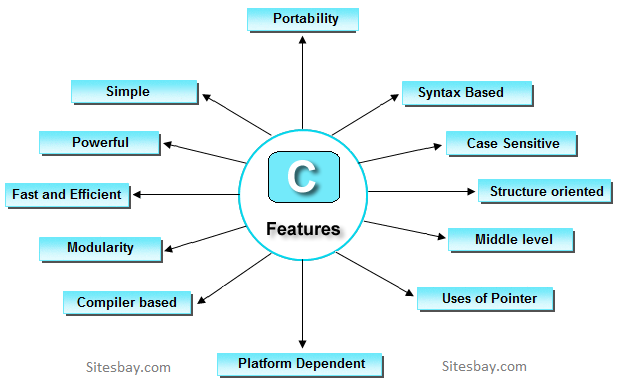 Portability
Simple
Syntax Based
Powerful
Case Sensitive
C
Fast and Efficient
Structure oriented
Features
Modularity
Middle level
Compiler based
Uses of Pointer
Platform Dependent
Sitesbay.com
Sitesbay.com